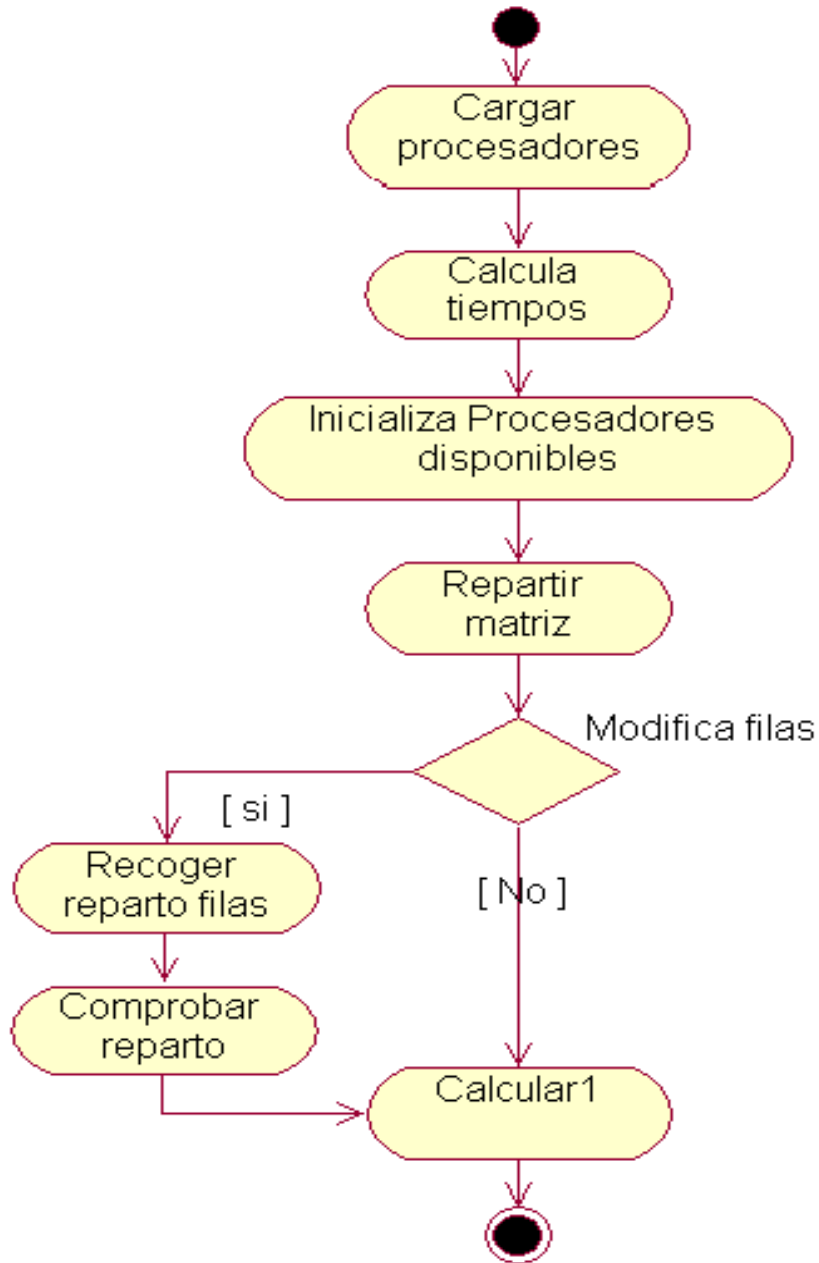 Cargar
procesadores
Calcula
tiempos
Inicializa Procesadores
disponibles
Repartir
matriz
Modifica filas
[ si ]
Recoger
reparto filas
[ No ]
Comprobar
reparto
Calcular1